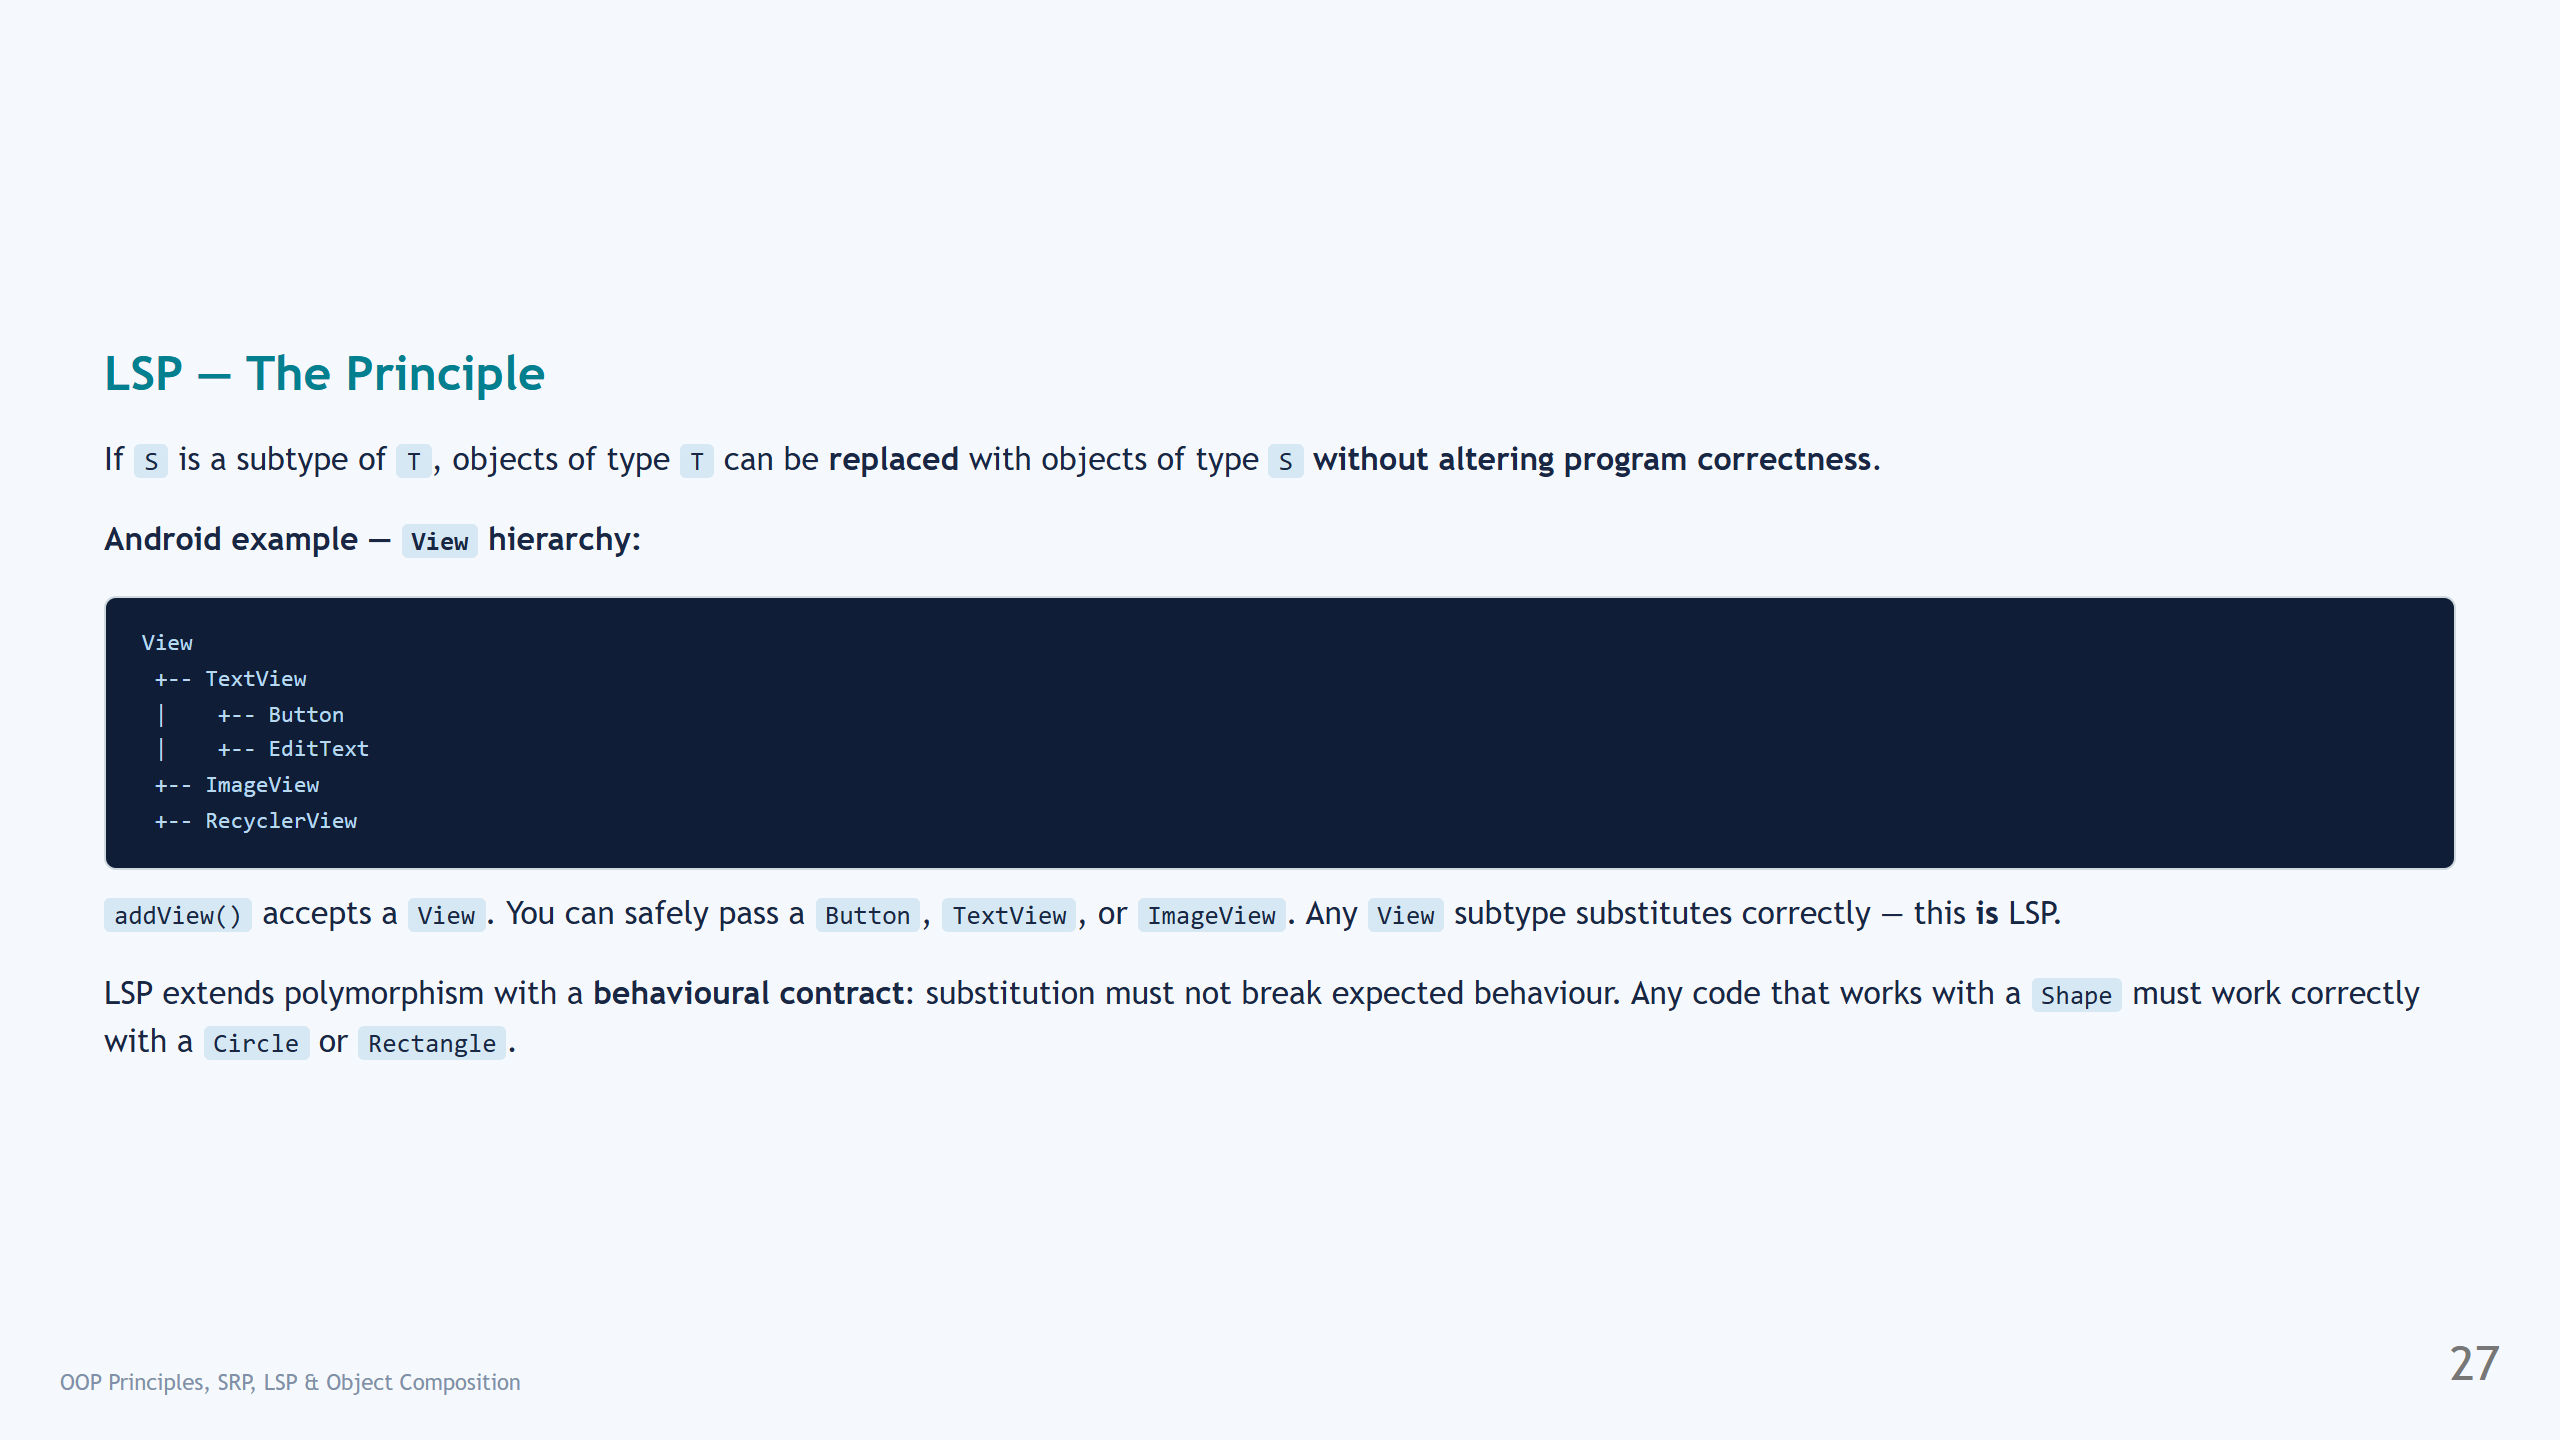 LSP — The Principle
If S is a subtype of T, objects of type T can be replaced with objects of type S without altering program correctness.
Android example — View hierarchy:
View
 +-- TextView
 |    +-- Button
 |    +-- EditText
 +-- ImageView
 +-- RecyclerView
addView() accepts a View. You can safely pass a Button, TextView, or ImageView. Any View subtype substitutes correctly — this is LSP.
LSP extends polymorphism with a behavioural contract: substitution must not break expected behaviour. Any code that works with a Shape must work correctly
with a Circle or Rectangle.
OOP Principles, SRP, LSP & Object Composition
27